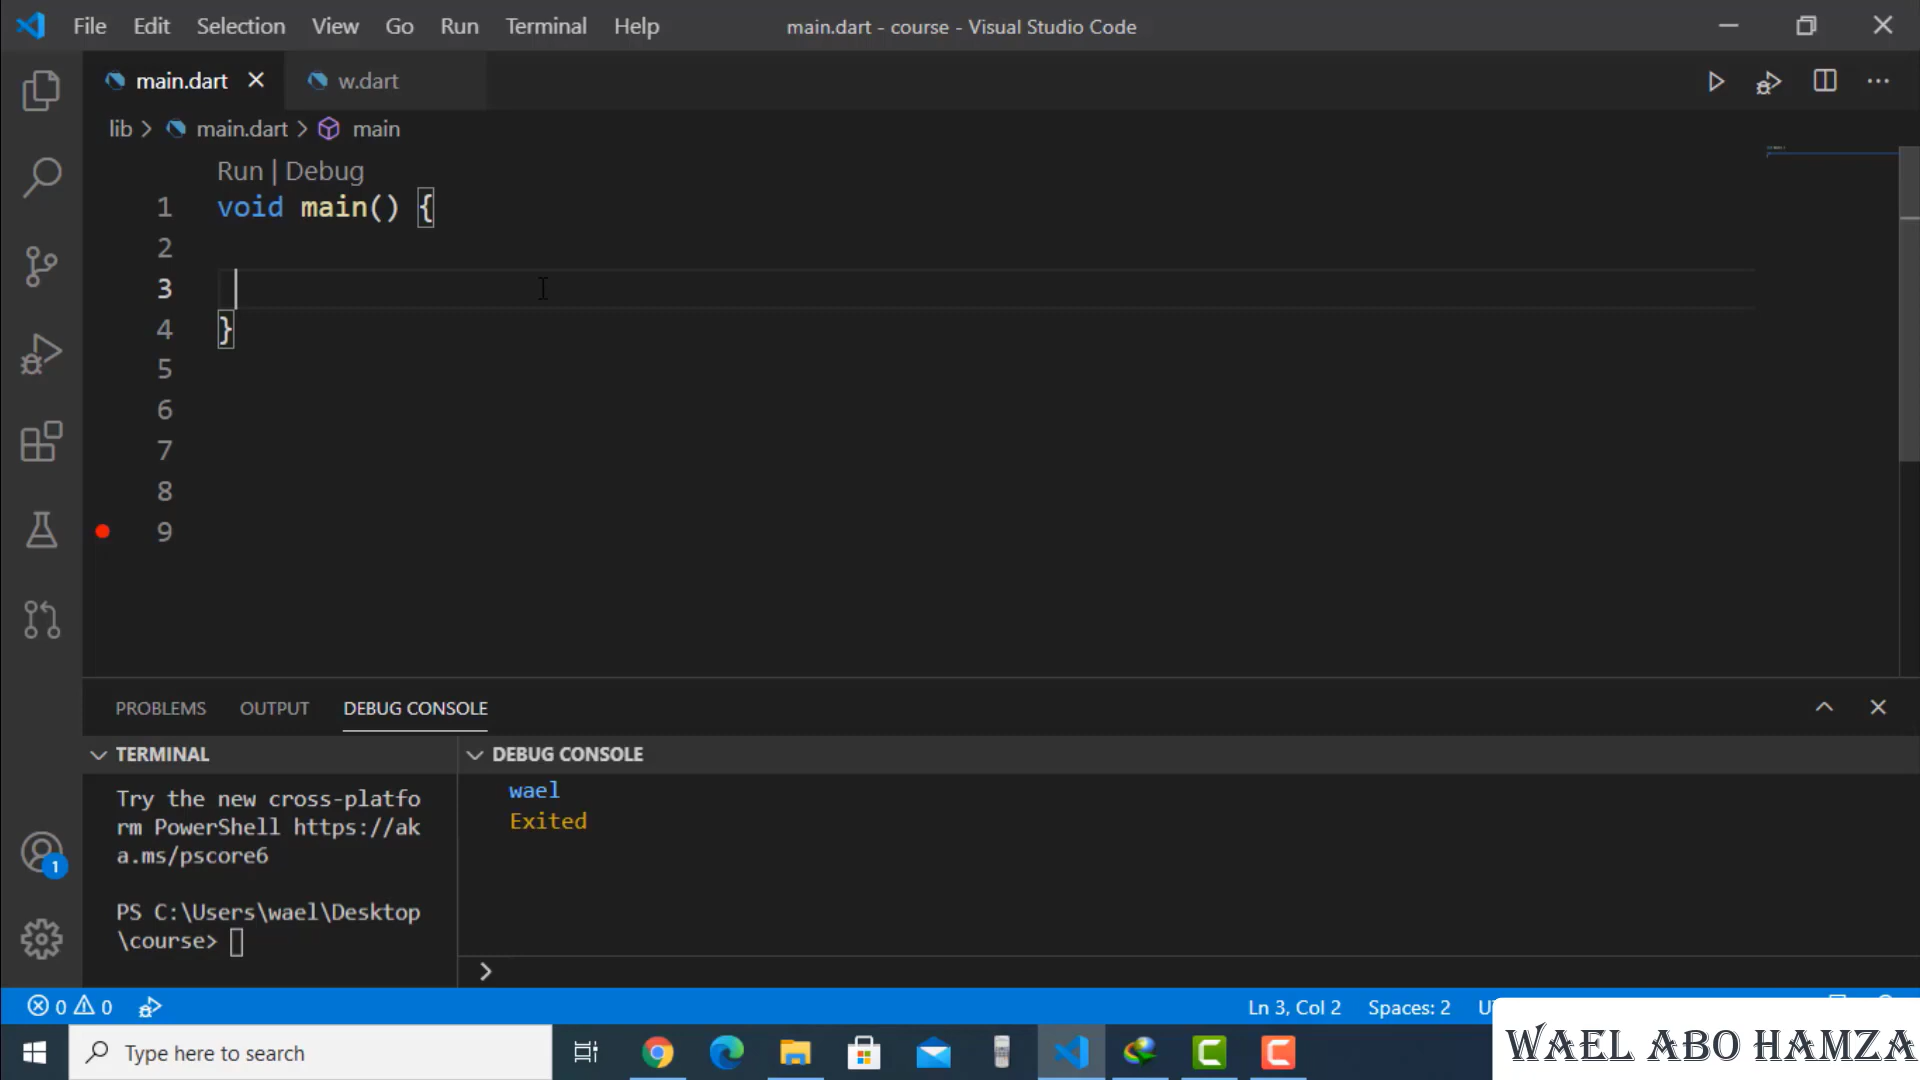 File Edit Selection View Go Run Terminal Help main.dart - course - Visual Studio Code
main.dart w.dart
lib > main.dart > main
Run | Debug
1 void main() {
2
3
4 }
5
6
7
8
9
PROBLEMS OUTPUT DEBUG CONSOLE
TERMINAL
Try the new cross-platfo
rm PowerShell https://ak
a.ms/pscore6
PS C:\Users\wael\Desktop
\course>
DEBUG CONSOLE
wael
Exited
>
1
0 0 Ln 3, Col 2 Spaces: 2
Type here to search
WAEL ABO HAMZA